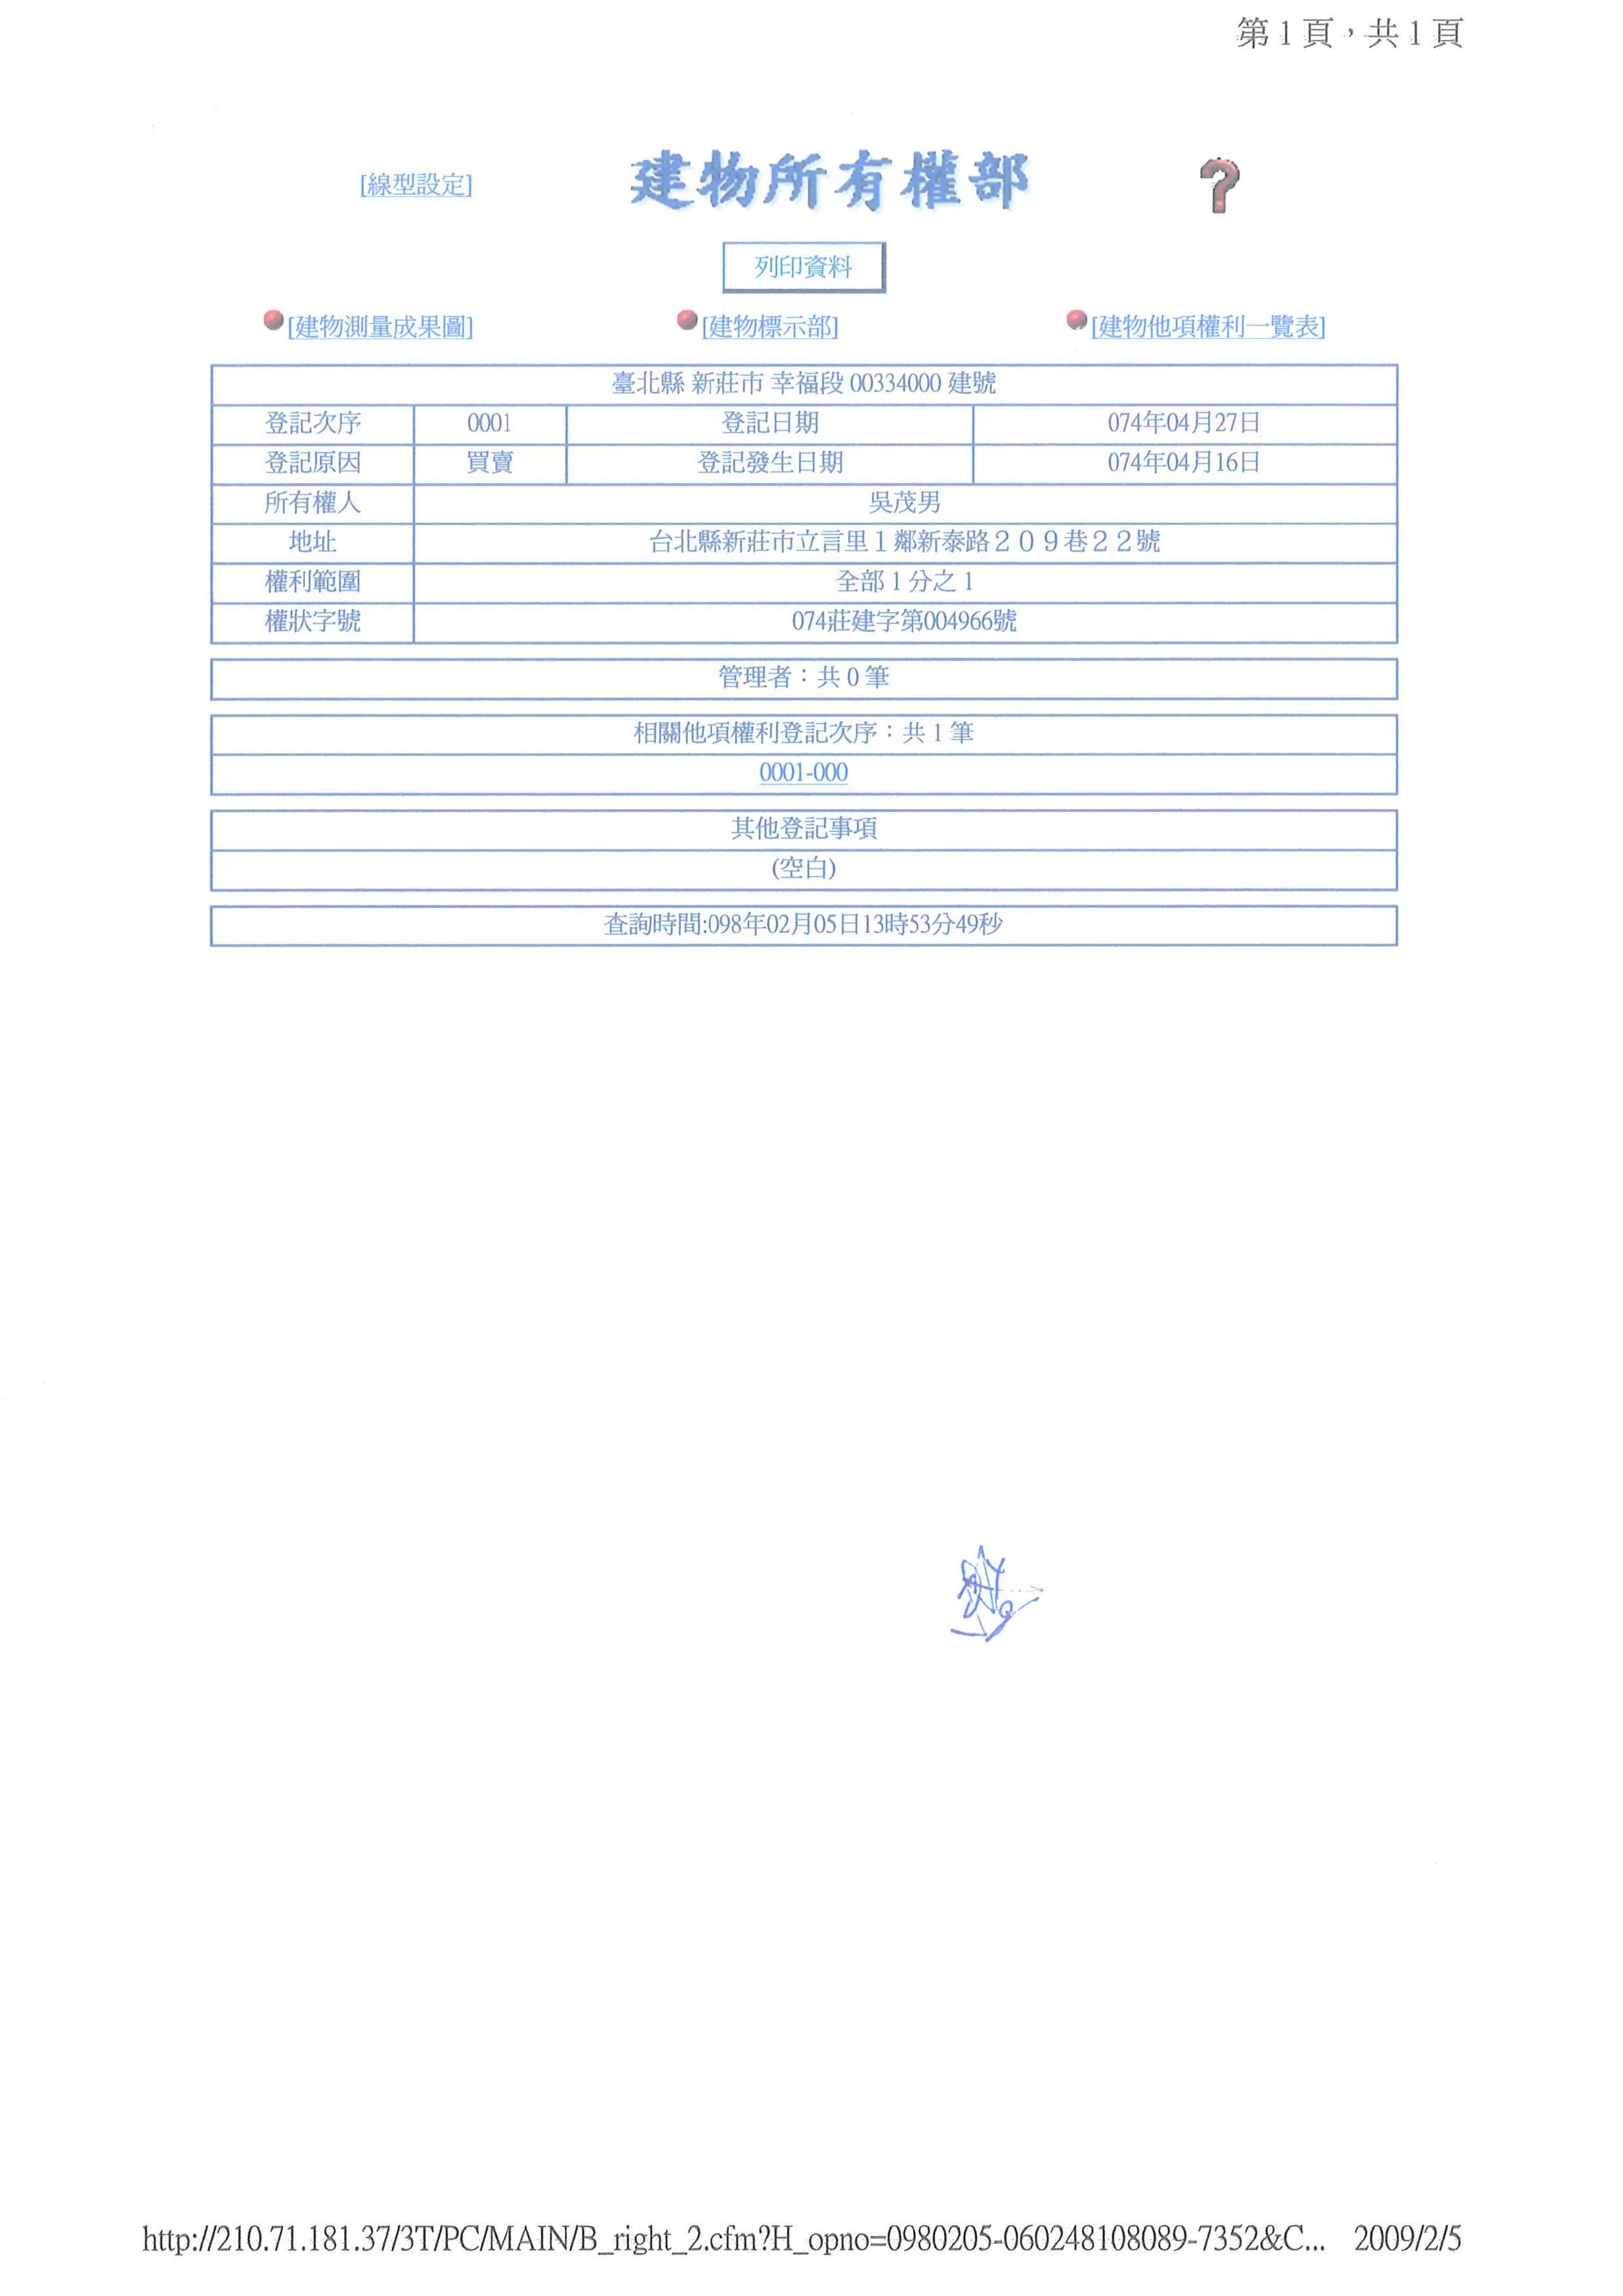 第1頁，共1頁
[線型設定] 建物所有權部
列印資料
[建物測量成果圖] [建物標示部] [建物他項權利一覽表]
臺北縣 新莊市 幸福段 00334000 建號
登記次序 0001 登記日期 074年04月27日
登記原因 買賣 登記發生日期 074年04月16日
所有權人 吳茂男
地址 台北縣新莊市立言里１鄰新泰路２０９巷２２號
權利範圍 全部 1 分之 1
權狀字號 074莊建字第004966號
管理者：共 0 筆
相關他項權利登記次序：共 1 筆
0001-000
其他登記事項
(空白)
查詢時間:098年02月05日13時53分49秒
http://210.71.181.37/3T/PC/MAIN/B_right_2.cfm?H_opno=0980205-060248108089-7352&C... 2009/2/5